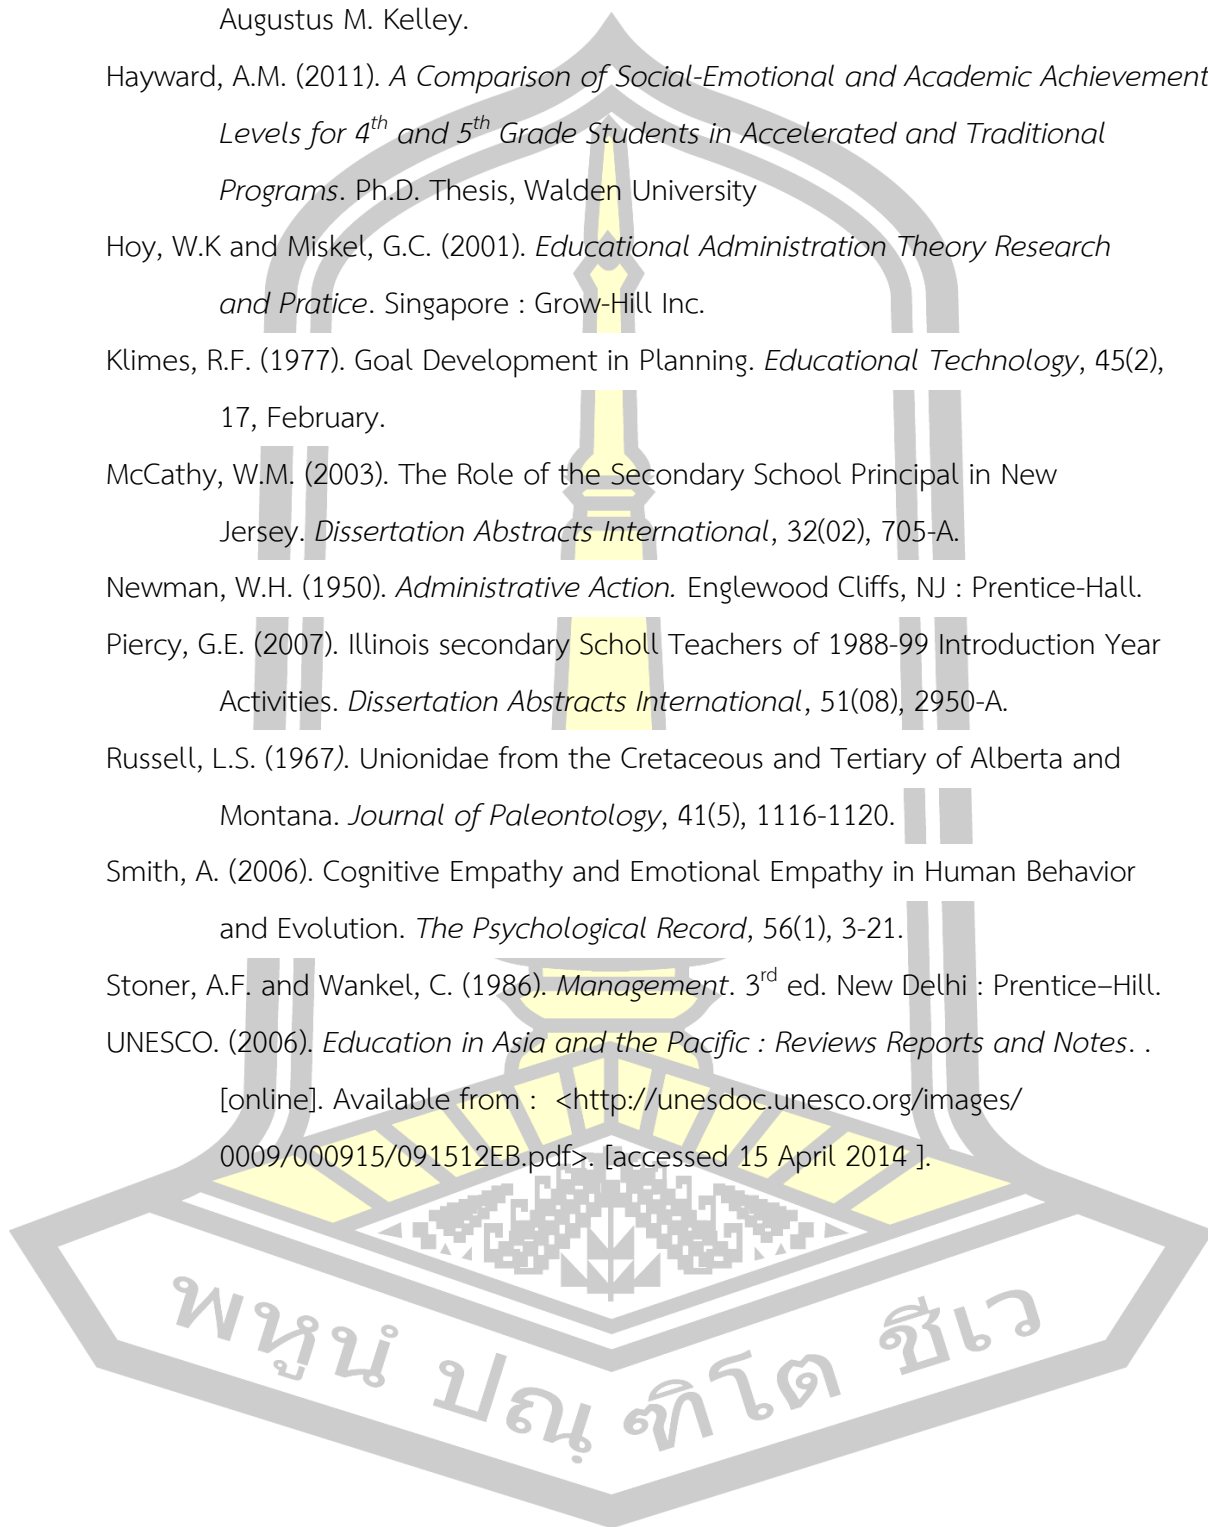 Augustus M. Kelley.
Hayward, A.M. (2011). A Comparison of Social-Emotional and Academic Achievement
Levels for 4th and 5th Grade Students in Accelerated and Traditional
Programs. Ph.D. Thesis, Walden University
Hoy, W.K and Miskel, G.C. (2001). Educational Administration Theory Research
and Pratice. Singapore : Grow-Hill Inc.
Klimes, R.F. (1977). Goal Development in Planning. Educational Technology, 45(2),
17, February.
McCathy, W.M. (2003). The Role of the Secondary School Principal in New
Jersey. Dissertation Abstracts International, 32(02), 705-A.
Newman, W.H. (1950). Administrative Action. Englewood Cliffs, NJ : Prentice-Hall.
Piercy, G.E. (2007). Illinois secondary Scholl Teachers of 1988-99 Introduction Year
Activities. Dissertation Abstracts International, 51(08), 2950-A.
Russell, L.S. (1967). Unionidae from the Cretaceous and Tertiary of Alberta and
Montana. Journal of Paleontology, 41(5), 1116-1120.
Smith, A. (2006). Cognitive Empathy and Emotional Empathy in Human Behavior
and Evolution. The Psychological Record, 56(1), 3-21.
Stoner, A.F. and Wankel, C. (1986). Management. 3rd ed. New Delhi : Prentice–Hill.
UNESCO. (2006). Education in Asia and the Pacific : Reviews Reports and Notes. .
[online]. Available from : <http://unesdoc.unesco.org/images/
0009/000915/091512EB.pdf>. [accessed 15 April 2014 ].
พหูนํ ปณฺฑิโต ชีเว